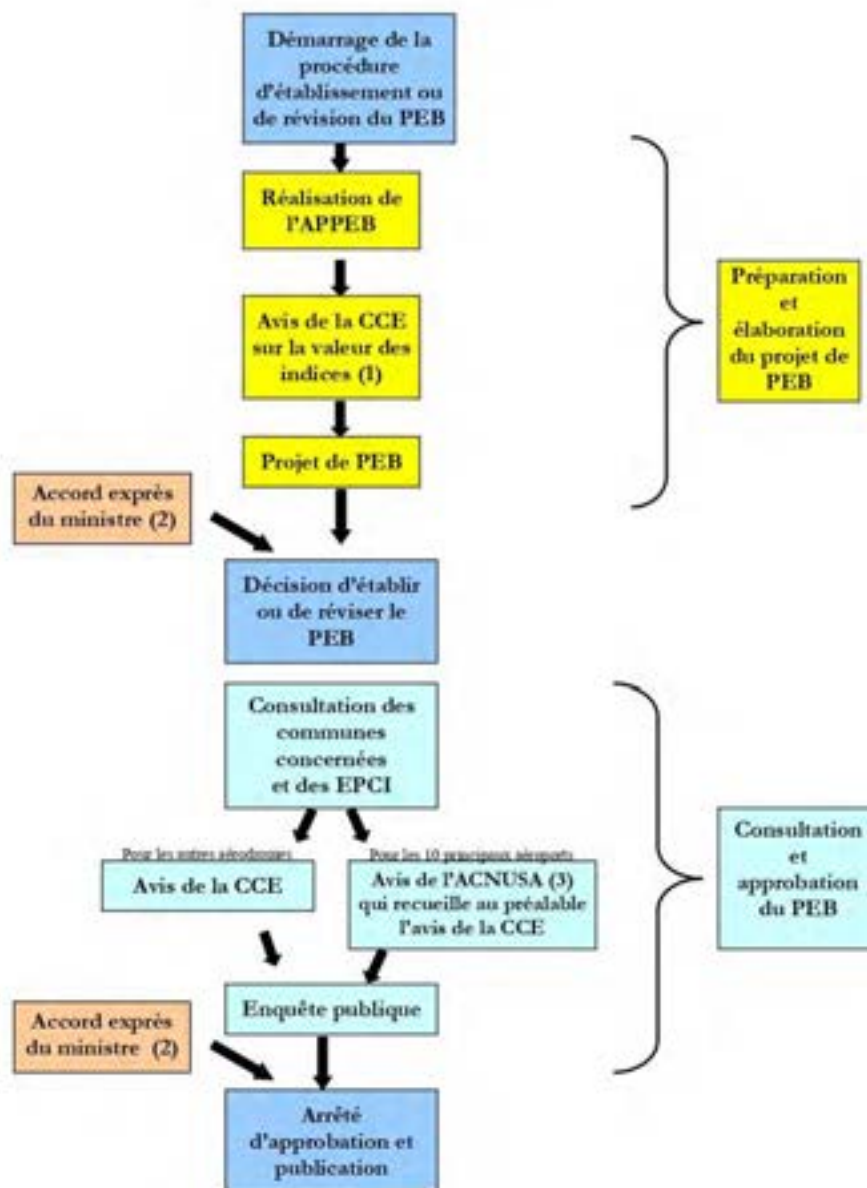 Démarrage de la
procédure
d'établissement ou
de révision du PEB
Réalisation de
l'APPEB
Avis de la CCE
sur la valeur des
indices (1)
Projet de PEB
Préparation
et
élaboration
du projet de
PEB
Accord exprès
du ministre (2)
Décision d'établir
ou de réviser le
PEB
Consultation des
communes
concernées
et des EPCI
Pour les autres aérodromes
Avis de la CCE
Pour les 10 principaux aéroports
Avis de l'ACNUSA (3)
qui recueille au préalable
l'avis de la CCE
Consultation
et
approbation
du PEB
Enquête publique
Accord exprès
du ministre (2)
Arrêté
d'approbation et
publication